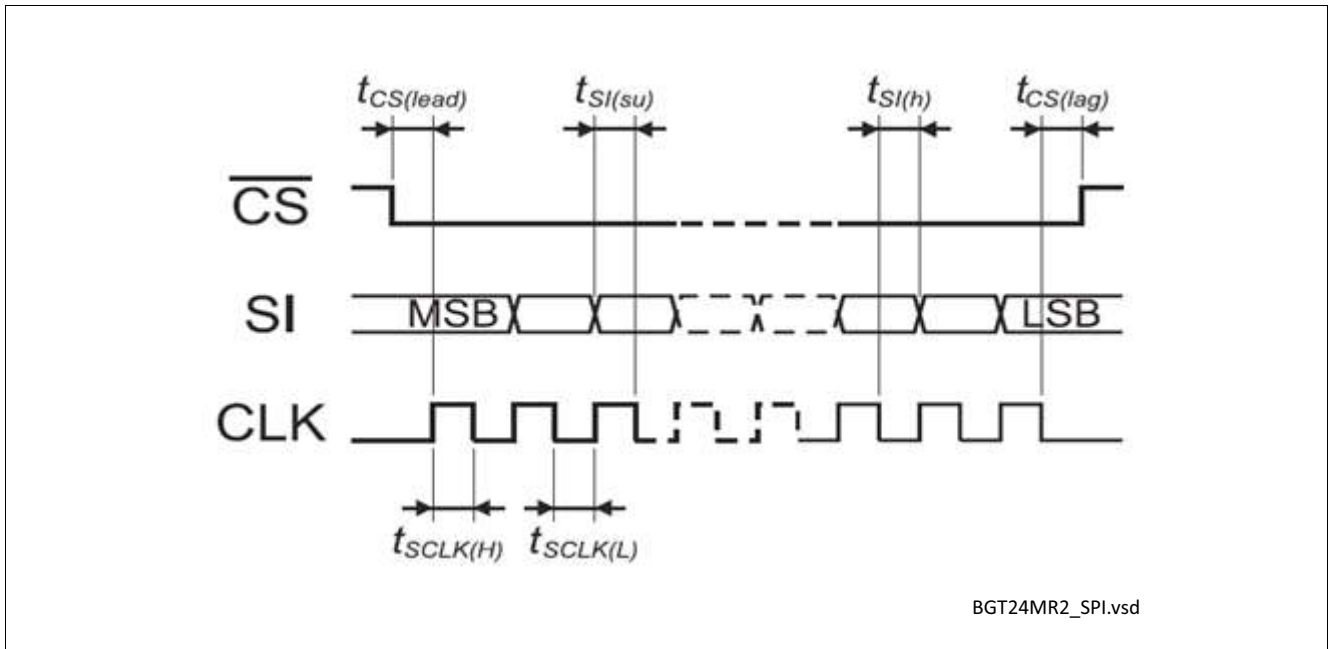 tCS(lead) tSI(su) tSI(h) tCS(lag)
CS
SI MSB LSB
CLK
tSCLK(H) tSCLK(L)
BGT24MR2_SPI.vsd